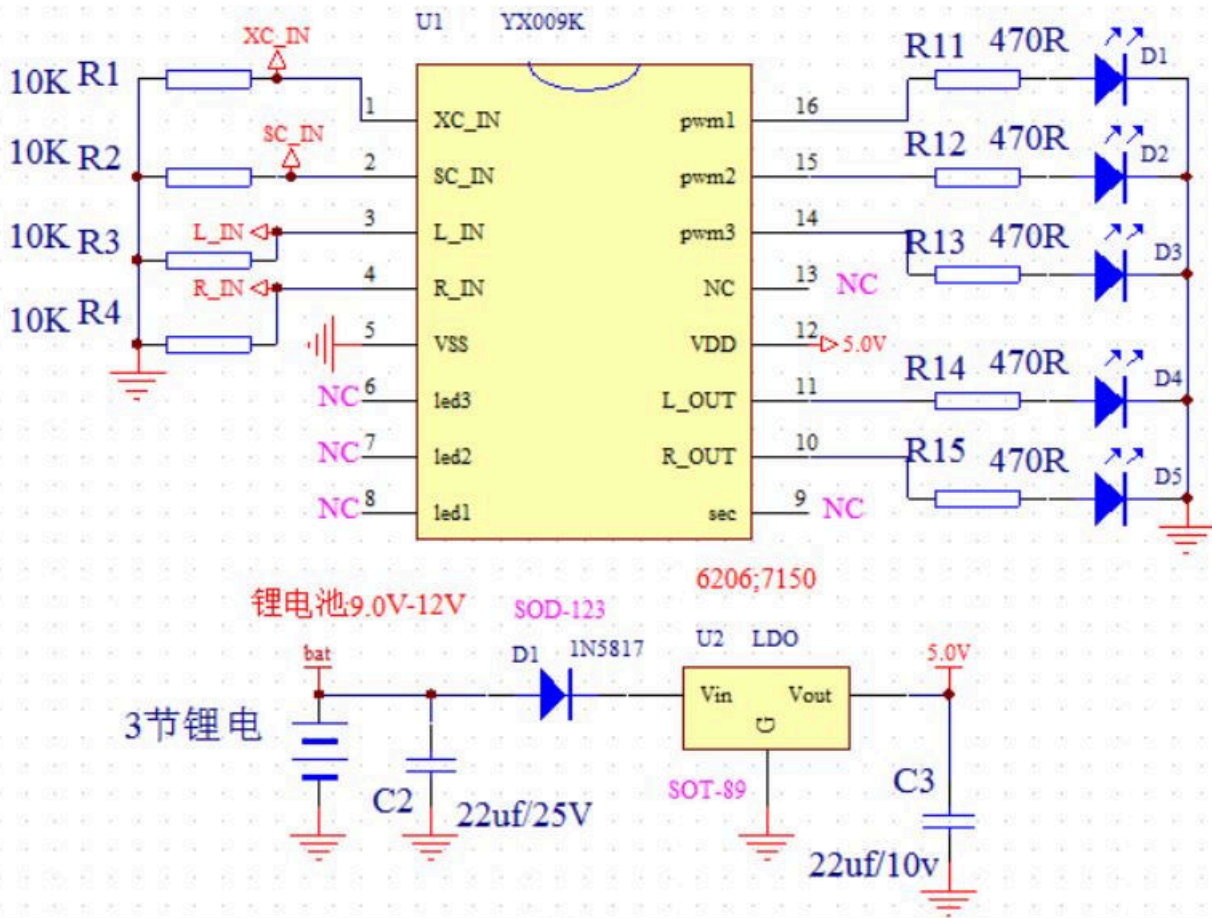 U1 YX009K
XC_IN
10K R1
1 XC_IN
pwm1 16
R11 470R D1
SC_IN
10K R2
2 SC_IN
pwm2 15
R12 470R D2
10K R3
L_IN
3 L_IN
pwm3 14
R13 470R D3
R_IN
4 R_IN
NC 13 NC
10K R4
5 VSS
VDD 12 5.0V
NC 6 led3
L_OUT 11
R14 470R D4
NC 7 led2
R_OUT 10
R15 470R D5
NC 8 led1
sec 9 NC
6206;7150
锂电池:9.0V-12V
SOD-123
bat
D1 1N5817
U2 LDO
5.0V
3节锂电
Vin Vout
G
SOT-89
C2 22uf/25V
C3
22uf/10v